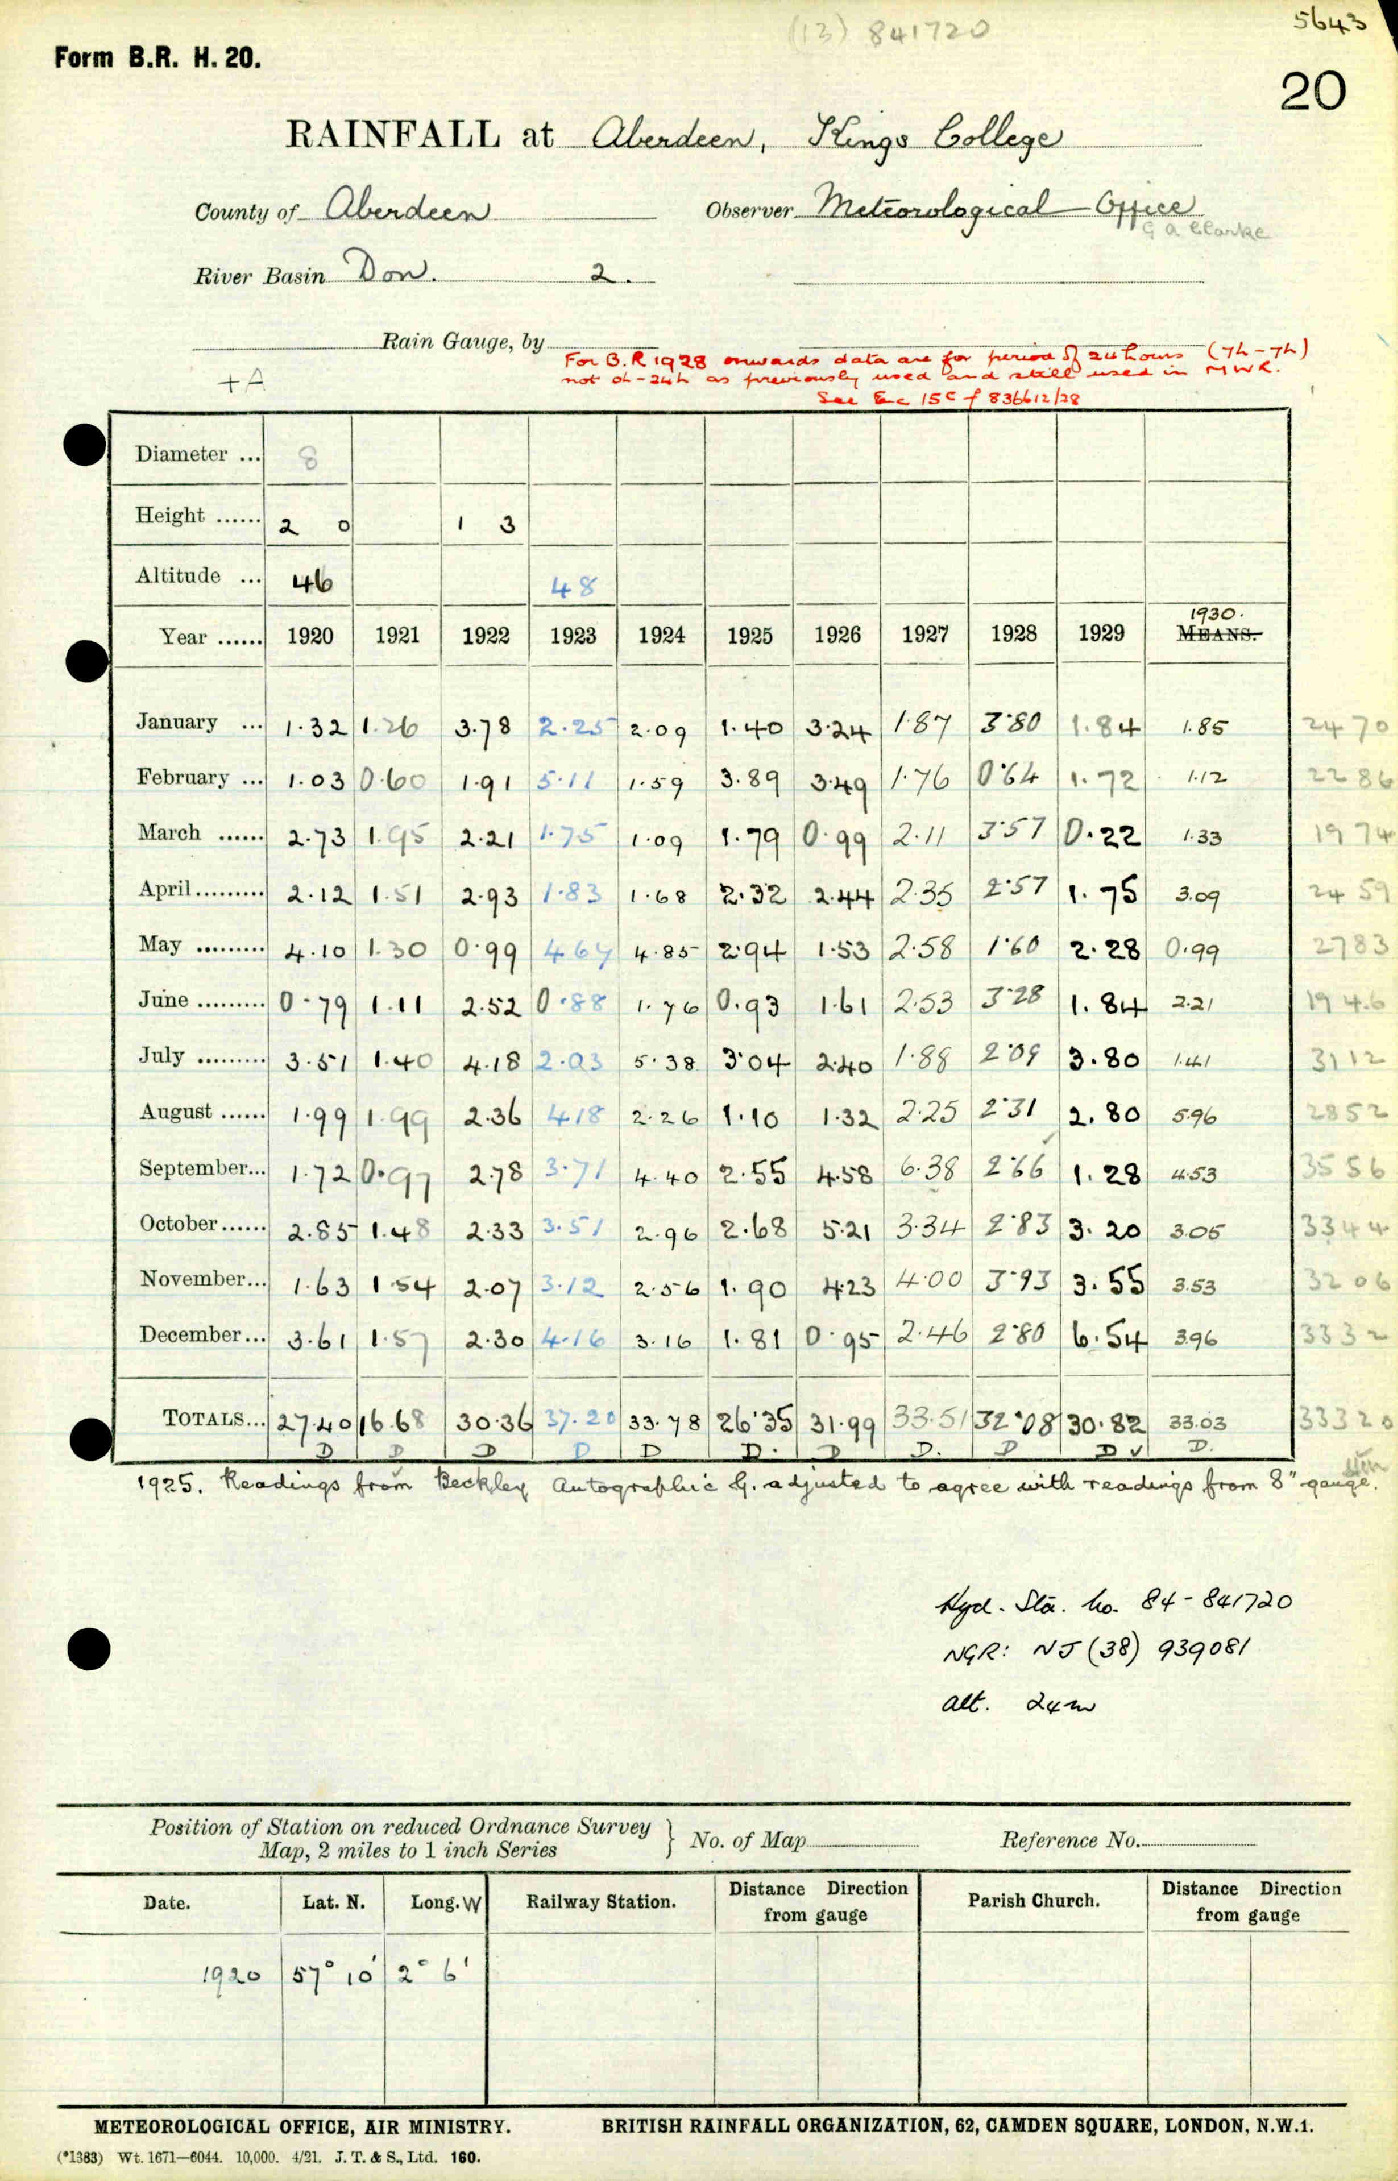 (13) 841720
5643
Form B.R. H. 20.
20
RAINFALL at Aberdeen, Kings College
County of Aberdeen Observer Meteorological Office
G A Clarke
River Basin Don. 2.
Rain Gauge, by
For B.R 1928 onwards data are for period of 24 hours (7h-7h)
not 0h-24h as previously used and still used in MWR.
+A
See Enc 15C of 836612/28
Diameter ... 8
Height ...... 2 0 1 3
Altitude ... 46 48
1930.
Year ...... 1920 1921 1922 1923 1924 1925 1926 1927 1928 1929 MEANS.
January ... 1.32 1.26 3.78 2.25 2.09 1.40 3.24 1.87 3.80 1.84 1.85 2470
February ... 1.03 0.60 1.91 5.11 1.59 3.89 3.49 1.76 0.64 1.72 1.12 2286
March ...... 2.73 1.95 2.21 1.75 1.09 1.79 0.99 2.11 3.57 0.22 1.33 1974
April......... 2.12 1.51 2.93 1.83 1.68 2.32 2.44 2.35 2.57 1.75 3.09 2459
May ......... 4.10 1.30 0.99 4.67 4.85 2.94 1.53 2.58 1.60 2.28 0.99 2783
June ......... 0.79 1.11 2.52 0.88 1.76 0.93 1.61 2.53 3.28 1.84 2.21 1946
July ......... 3.51 1.40 4.18 2.03 5.38 3.04 2.40 1.88 2.09 3.80 1.41 3112
August ...... 1.99 1.99 2.36 4.18 2.26 1.10 1.32 2.25 2.31 2.80 5.96 2852
September... 1.72 0.97 2.78 3.71 4.40 2.55 4.58 6.38 2.66 1.28 4.53 3556
October...... 2.85 1.48 2.33 3.51 2.96 2.68 5.21 3.34 2.83 3.20 3.05 3344
November... 1.63 1.54 2.07 3.12 2.56 1.90 4.23 4.00 3.93 3.55 3.53 3206
December... 3.61 1.57 2.30 4.16 3.16 1.81 0.95 2.46 2.80 6.54 3.96 3332
TOTALS... 27.40 16.68 30.36 37.20 33.78 26.35 31.99 33.51 32.08 30.82 33.03 33320
D D D D D D. D D. D D ✓ D.
1925. Readings from Beckley Autographic G. adjusted to agree with readings from 8" gauge.
Hyd. Sta. No. 84-841720
NGR: NJ (38) 939081
alt. 24m
Position of Station on reduced Ordnance Survey
Map, 2 miles to 1 inch Series } No. of Map Reference No.
Date. Lat. N. Long. W Railway Station. Distance Direction from gauge Parish Church. Distance Direction from gauge
1920 57° 10' 2° 6'
METEOROLOGICAL OFFICE, AIR MINISTRY. BRITISH RAINFALL ORGANIZATION, 62, CAMDEN SQUARE, LONDON, N.W.1.
(*1383) Wt. 1671—6044. 10,000. 4/21. J. T. & S., Ltd. 160.